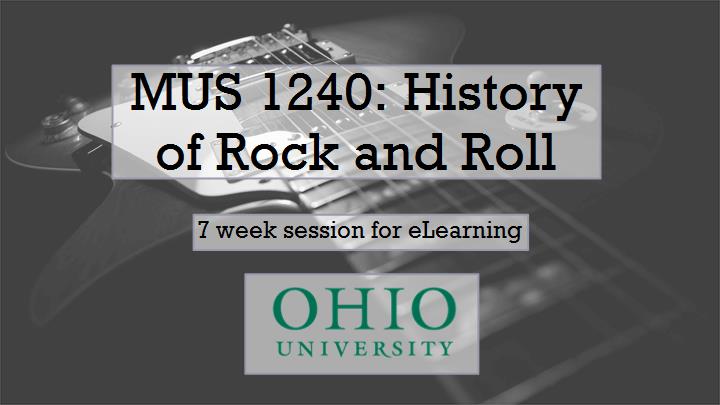 MUS 1240: History
of Rock and Roll
7 week session for eLearning
OHIO
UNIVERSITY